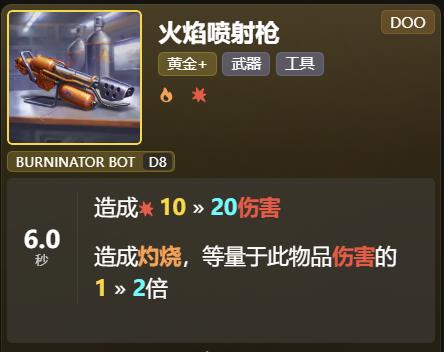 火焰喷射枪
DOO
黄金+ 武器 工具
BURNINATOR BOT D8
6.0
秒
造成 10 » 20伤害
造成灼烧，等量于此物品伤害的
1 » 2倍